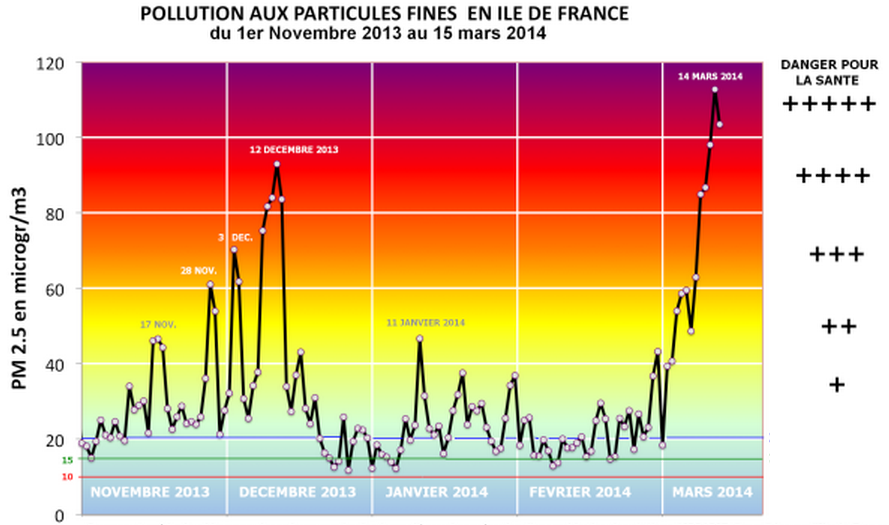 POLLUTION AUX PARTICULES FINES EN ILE DE FRANCE
du 1er Novembre 2013 au 15 mars 2014
DANGER POUR
LA SANTE
+++++
++++
+++
++
+
PM 2.5 en microgr/m3
120
100
80
60
40
20
15
10
0
17 NOV.
28 NOV.
3 DEC.
12 DECEMBRE 2013
11 JANVIER 2014
14 MARS 2014
NOVEMBRE 2013
DECEMBRE 2013
JANVIER 2014
FEVRIER 2014
MARS 2014